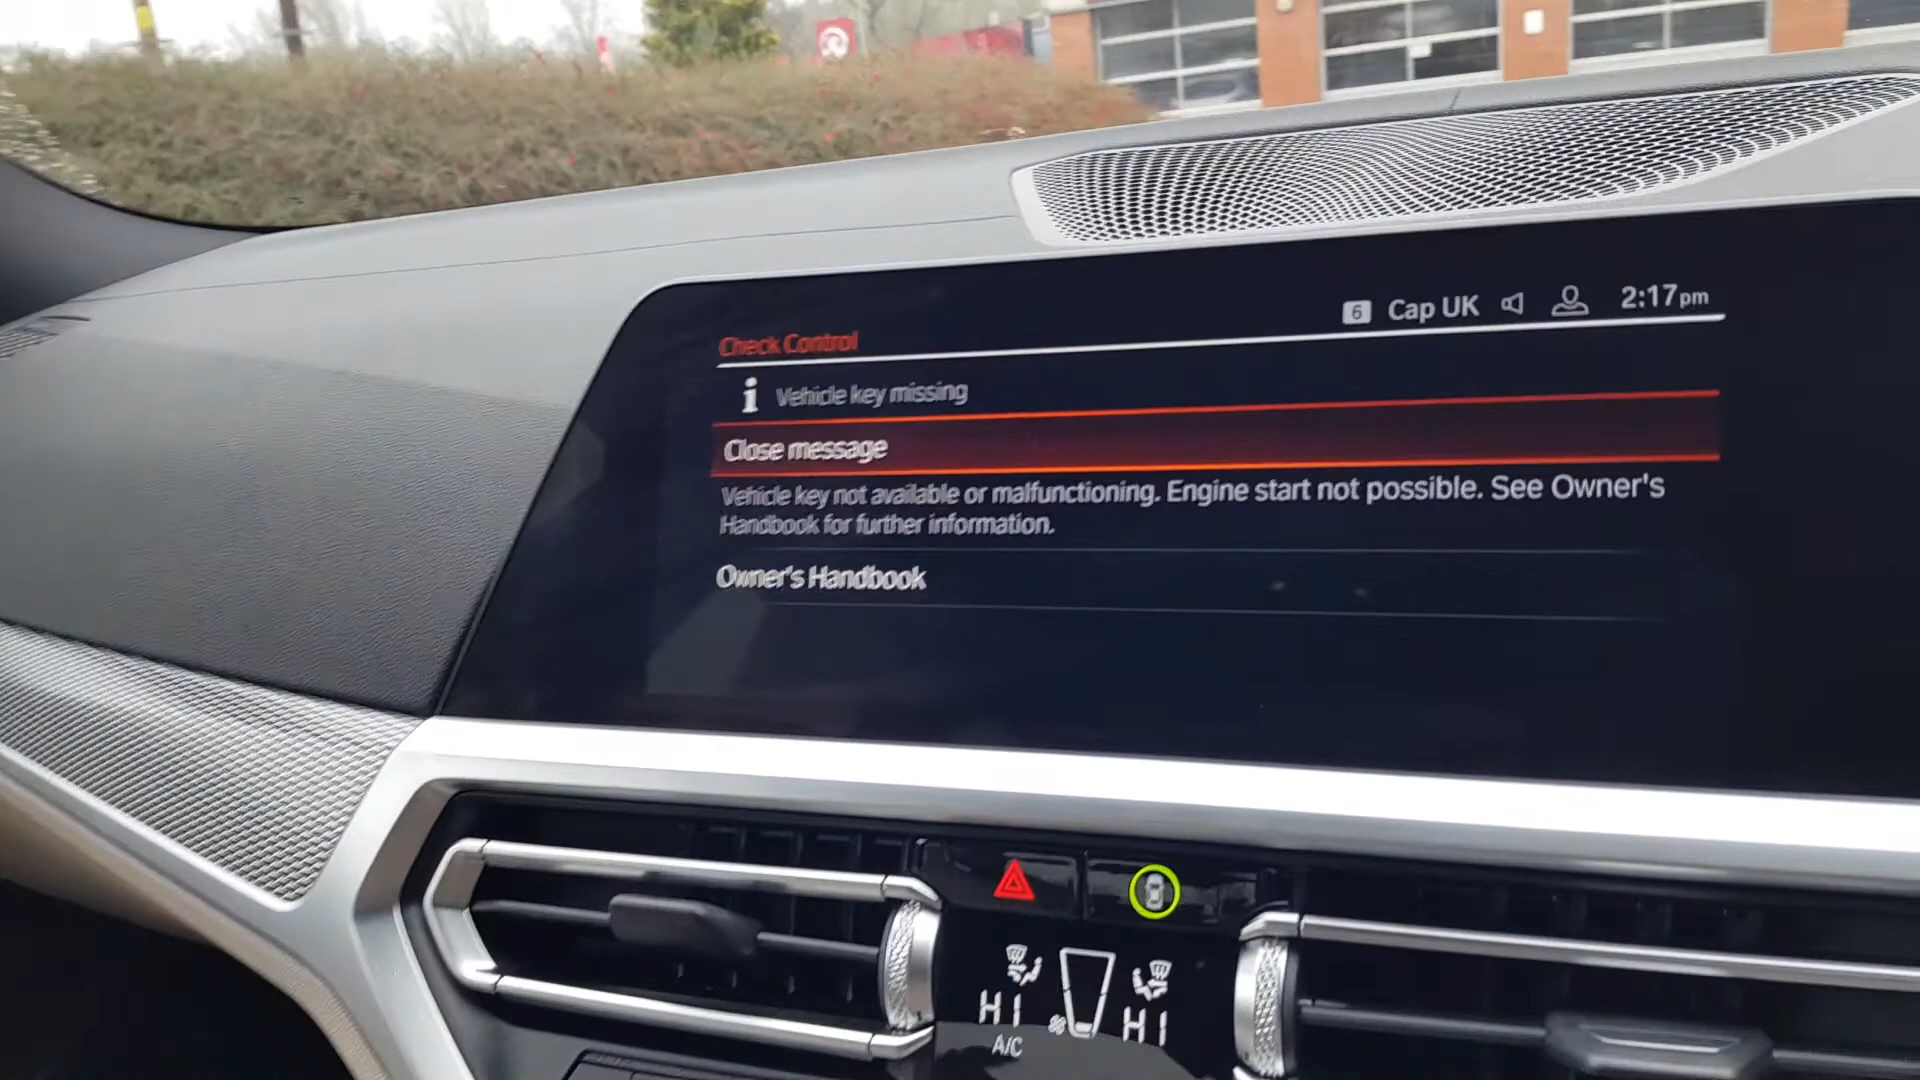 6 Cap UK 2:17pm
Check Control
i Vehicle key missing
Close message
Vehicle key not available or malfunctioning. Engine start not possible. See Owner's
Handbook for further information.
Owner's Handbook
HI HI
A/C